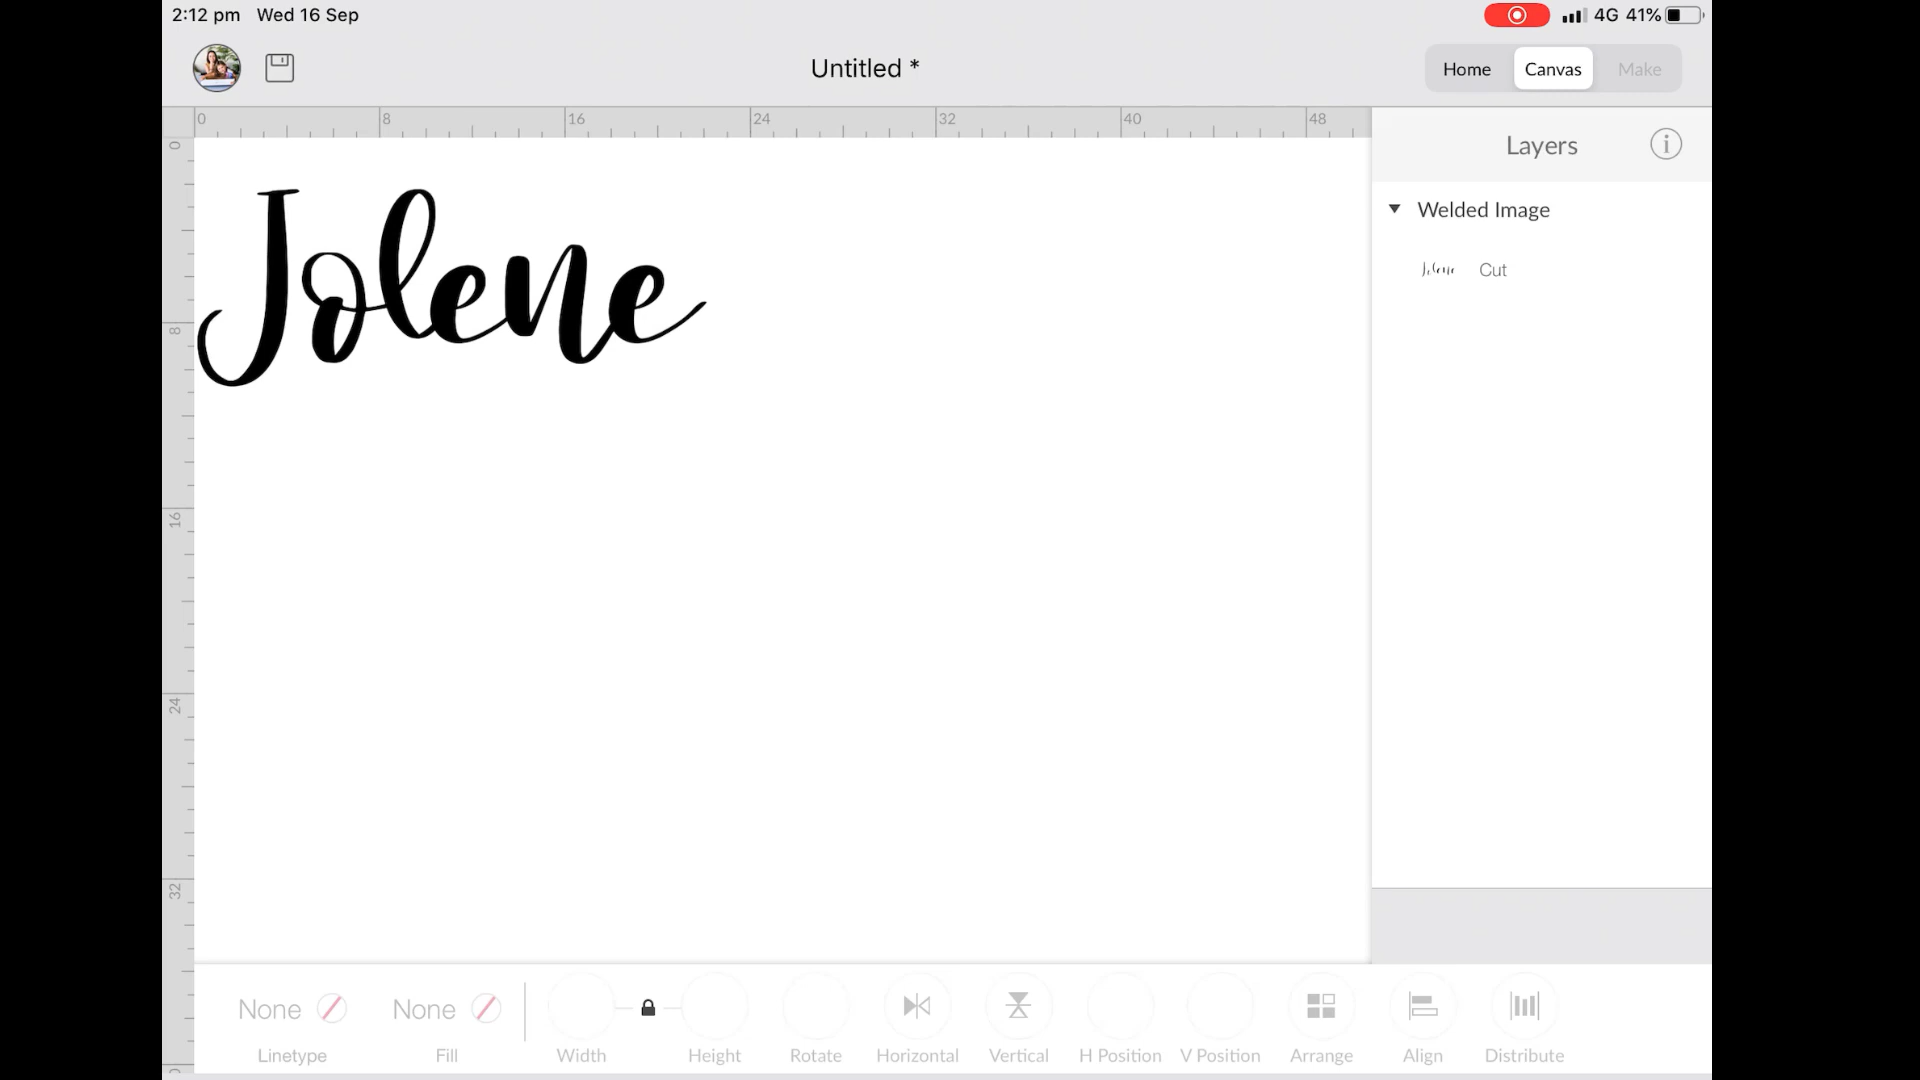 2:12 pm Wed 16 Sep
4G 41%
Untitled *
Home Canvas Make
0 8 16 24 32 40 48
0
8
16
24
32
Jolene
Layers
Welded Image
Jolene Cut
None None
Linetype Fill Width Height Rotate Horizontal Vertical H Position V Position Arrange Align Distribute